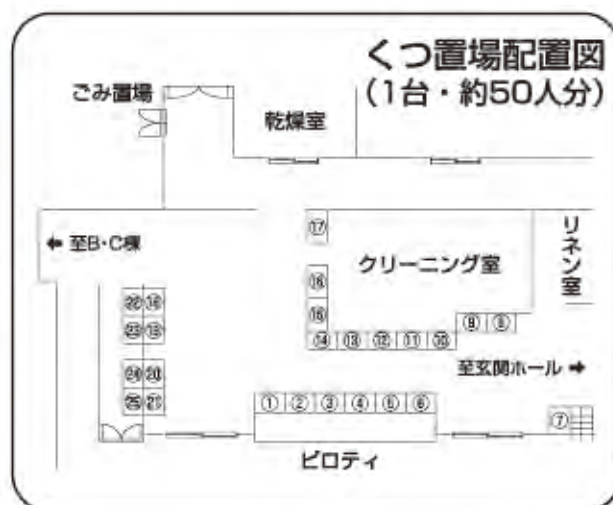 くつ置場配置図
(1台・約50人分)
ごみ置場
乾燥室
⑰
← 至B・C棟
クリーニング室
リネン室
⑯
⑮
⑨ ⑧
⑭ ⑬ ⑫ ⑪ ⑩
至玄関ホール →
㉒ ⑱
㉓ ⑲
㉔ ⑳
㉕ ㉑
① ② ③ ④ ⑤ ⑥
⑦
ピロティ